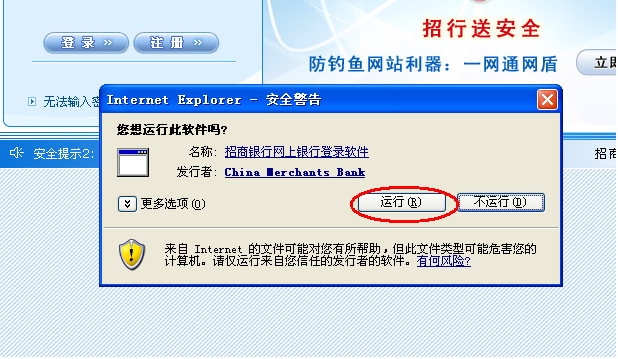 招行送安全
登 录 >> 注 册 >>
防钓鱼网站利器：一网通网盾
立即
无法输入密
Internet Explorer - 安全警告
您想运行此软件吗?
名称: 招商银行网上银行登录软件
安全提示2:
招商
发行者: China Merchants Bank
更多选项(O)
运行(R)
不运行(D)
来自 Internet 的文件可能对您有所帮助，但此文件类型可能危害您的
计算机。请仅运行来自您信任的发行者的软件。有何风险?